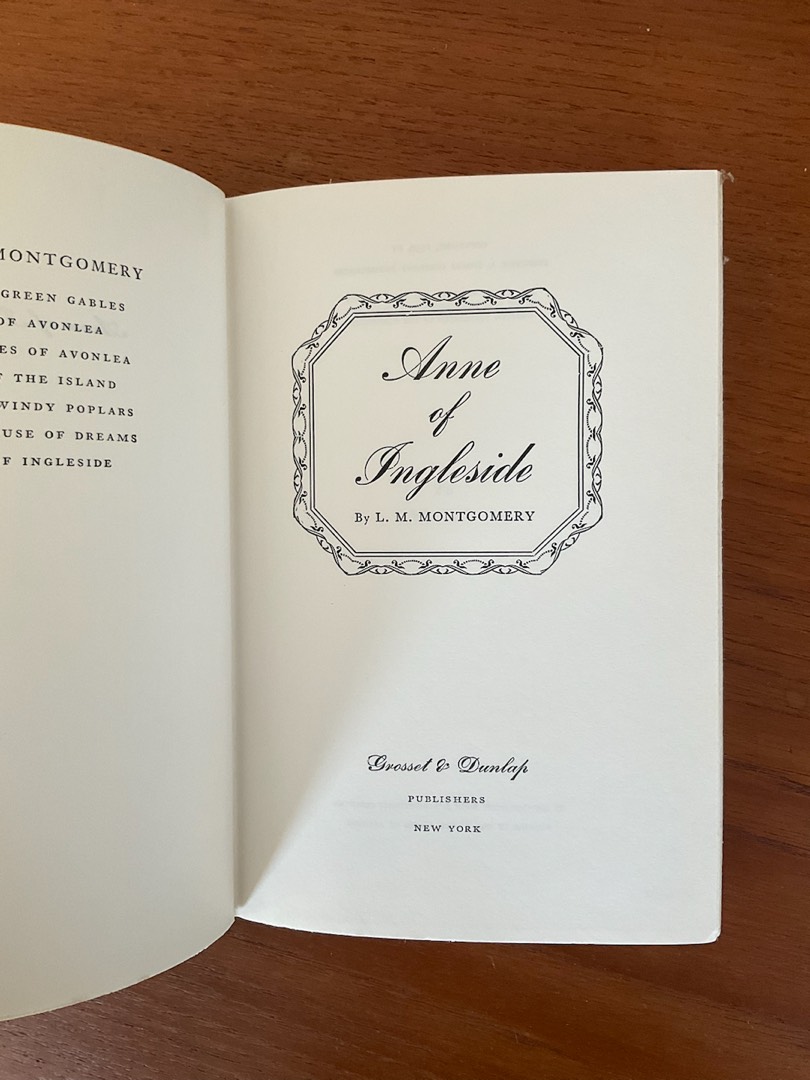 MONTGOMERY
GREEN GABLES
OF AVONLEA
ES OF AVONLEA
F THE ISLAND
WINDY POPLARS
USE OF DREAMS
F INGLESIDE
Anne
of
Ingleside
By L. M. MONTGOMERY
Grosset & Dunlap
PUBLISHERS
NEW YORK